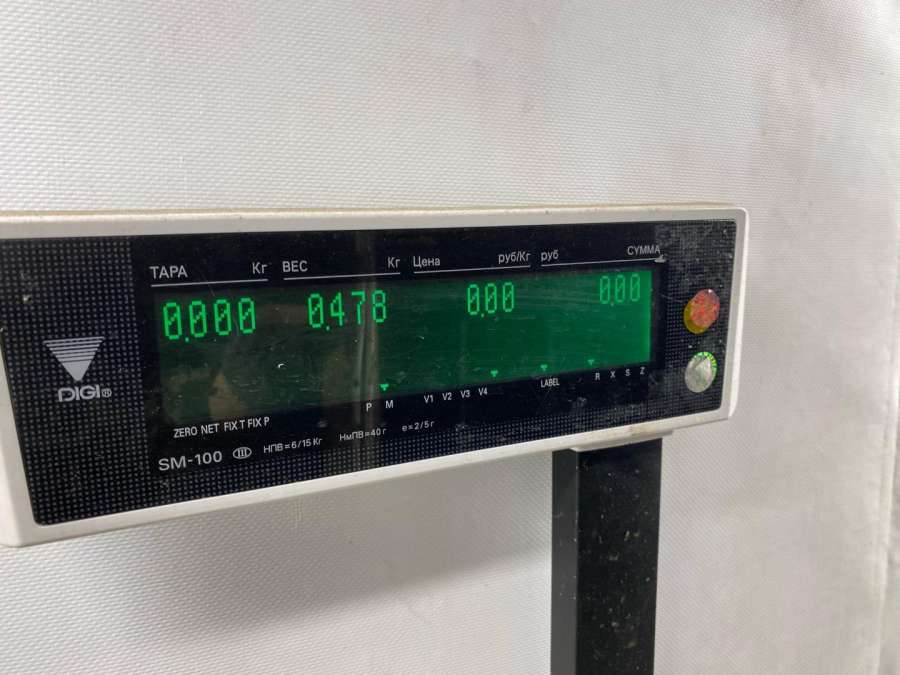 ТАРА Кг ВЕС Кг Цена руб/Кг руб СУММА
0.000 0.478 0.00 0.00
DIGI®
P M V1 V2 V3 V4 LABEL R X S Z
ZERO NET FIX T FIX P
SM-100 III НПВ=6/15 Кг НмПВ=40 г e=2/5 г